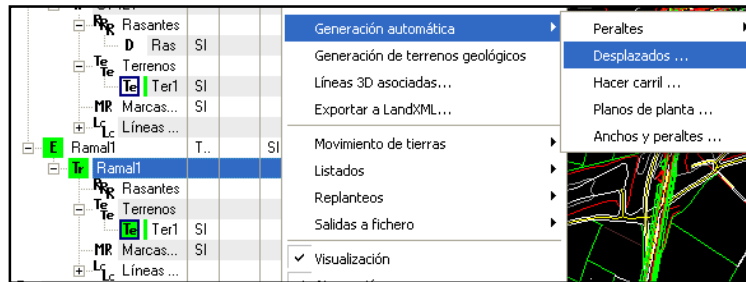 Rasantes
D Ras SI
Terrenos
Te Ter1 SI
MR Marcas... SI
Líneas ...
E Ramal1 T.. SI
Tr Ramal1
Rasantes
Terrenos
Te Ter1 SI
MR Marcas... SI
Líneas ...
Generación automática
Generación de terrenos geológicos
Líneas 3D asociadas...
Exportar a LandXML...
Movimiento de tierras
Listados
Replanteos
Salidas a fichero
Visualización
Peraltes
Desplazados ...
Hacer carril ...
Planos de planta ...
Anchos y peraltes ...